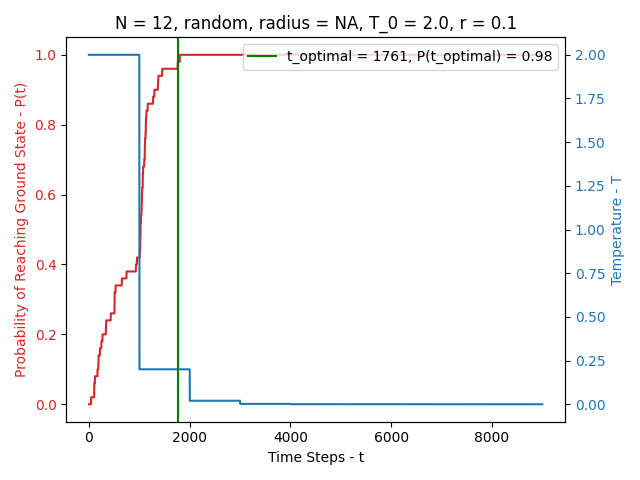 N = 12, random, radius = NA, T_0 = 2.0, r = 0.1
t_optimal = 1761, P(t_optimal) = 0.98
Probability of Reaching Ground State - P(t)
1.0
0.8
0.6
0.4
0.2
0.0
2.00
1.75
1.50
1.25
1.00
0.75
0.50
0.25
0.00
Temperature - T
0 2000 4000 6000 8000
Time Steps - t